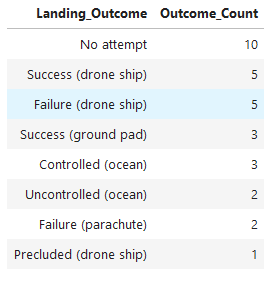 Landing_Outcome Outcome_Count
No attempt 10
Success (drone ship) 5
Failure (drone ship) 5
Success (ground pad) 3
Controlled (ocean) 3
Uncontrolled (ocean) 2
Failure (parachute) 2
Precluded (drone ship) 1